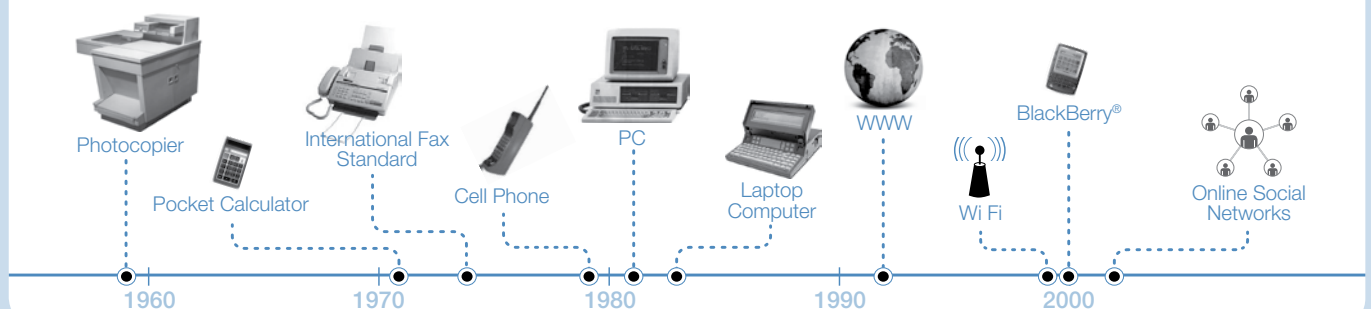 Photocopier
Pocket Calculator
International Fax
Standard
Cell Phone
PC
Laptop
Computer
WWW
Wi Fi
BlackBerry®
Online Social
Networks
1960
1970
1980
1990
2000